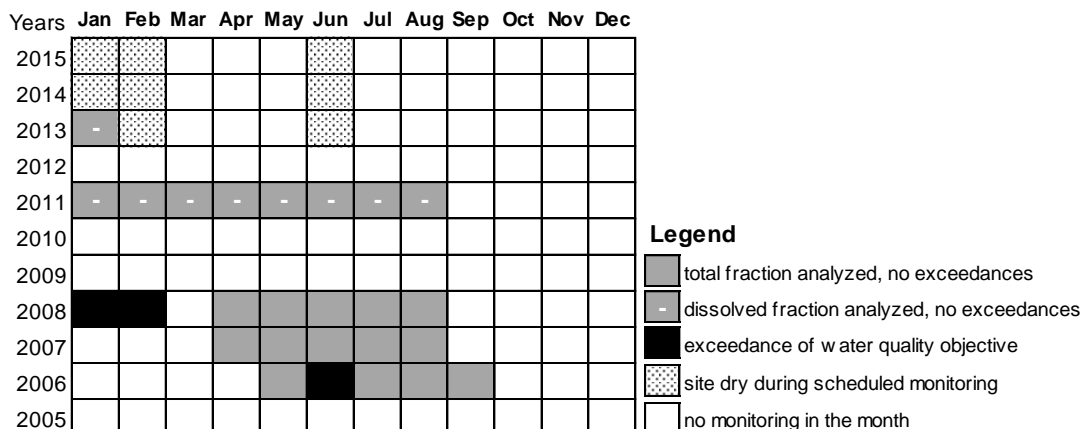 Years Jan Feb Mar Apr May Jun Jul Aug Sep Oct Nov Dec
2015
2014
2013 -
2012
2011 - - - - - - - -
2010
2009
2008
2007
2006
2005
Legend
total fraction analyzed, no exceedances
- dissolved fraction analyzed, no exceedances
exceedance of water quality objective
site dry during scheduled monitoring
no monitoring in the month